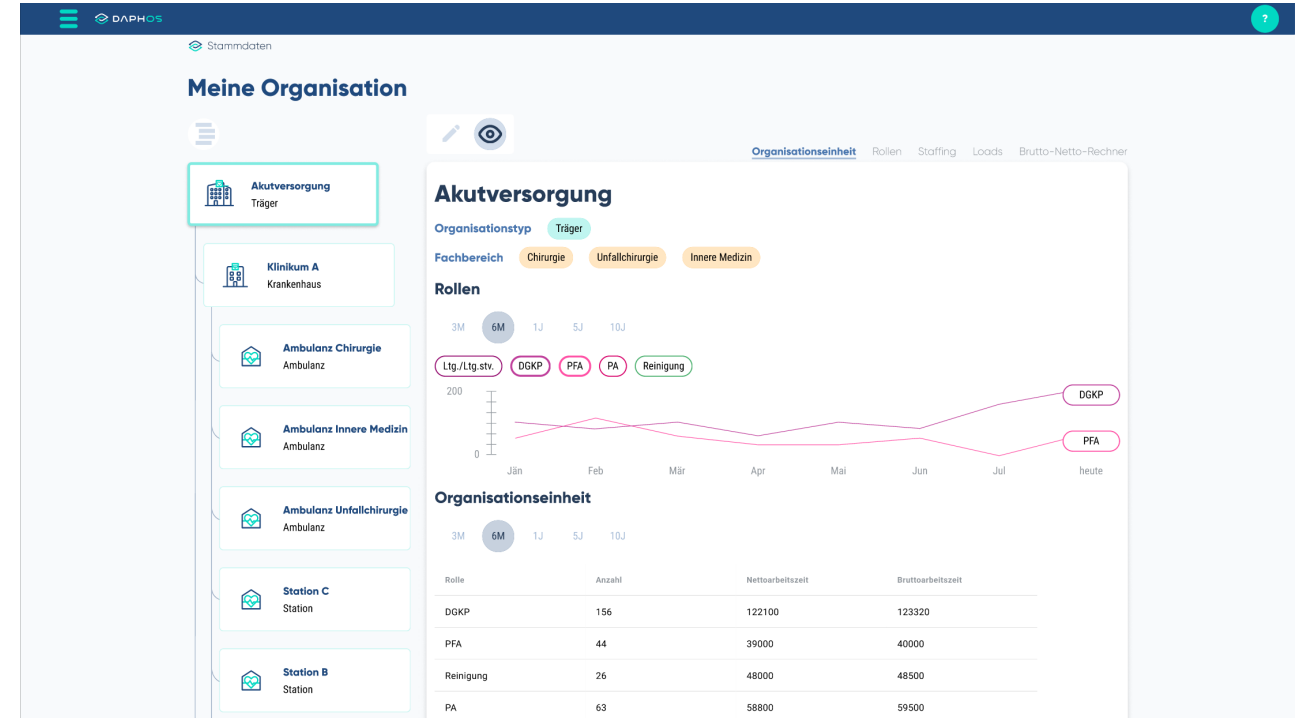 DAPHOS
?
Stammdaten
Meine Organisation
Organisationseinheit Rollen Staffing Loads Brutto-Netto-Rechner
Akutversorgung
Träger
Klinikum A
Krankenhaus
Ambulanz Chirurgie
Ambulanz
Ambulanz Innere Medizin
Ambulanz
Ambulanz Unfallchirurgie
Ambulanz
Station C
Station
Station B
Station
Akutversorgung
Organisationstyp Träger
Fachbereich Chirurgie Unfallchirurgie Innere Medizin
Rollen
3M 6M 1J 5J 10J
Ltg./Ltg.stv. DGKP PFA PA Reinigung
200
0
DGKP
PFA
Jän Feb Mär Apr Mai Jun Jul heute
Organisationseinheit
3M 6M 1J 5J 10J
Rolle Anzahl Nettoarbeitszeit Bruttoarbeitszeit
DGKP 156 122100 123320
PFA 44 39000 40000
Reinigung 26 48000 48500
PA 63 58800 59500